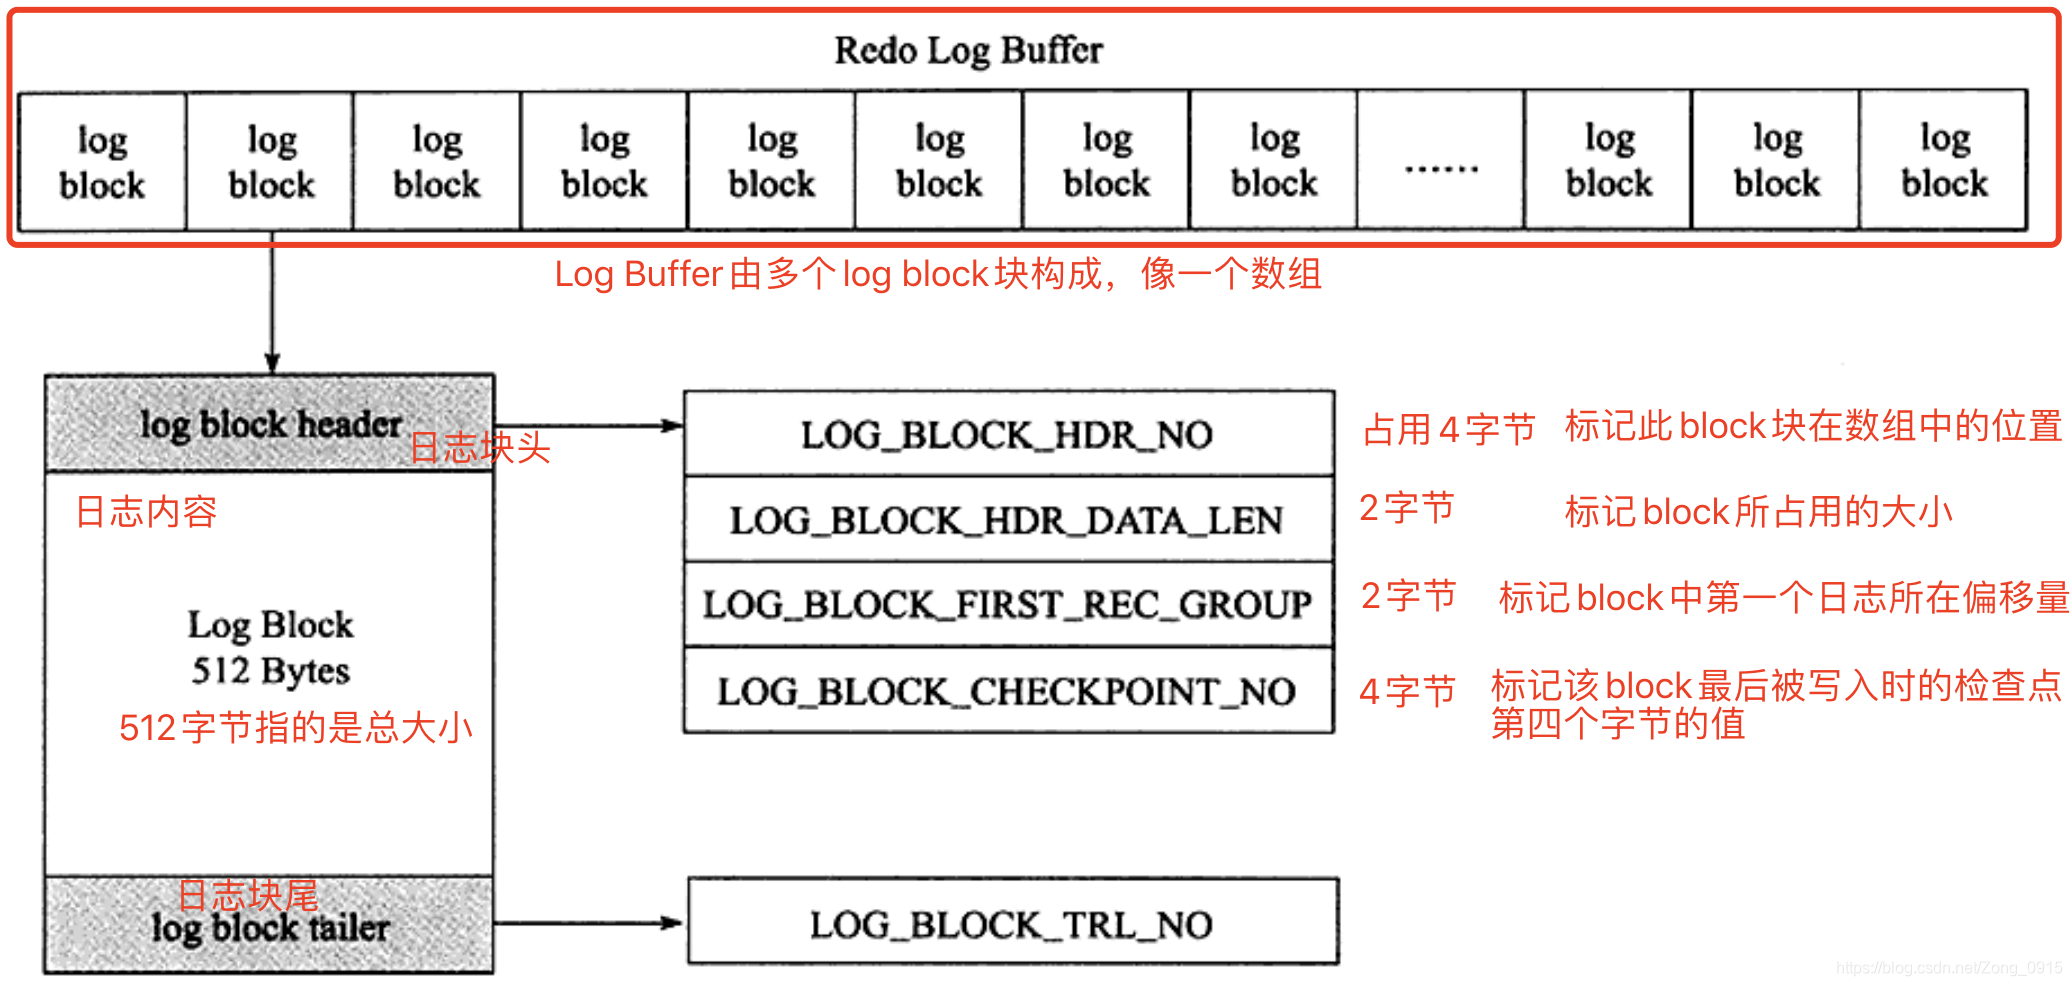 Redo Log Buffer
log block
log block
log block
log block
log block
log block
log block
log block
......
log block
log block
log block
Log Buffer由多个log block块构成，像一个数组
log block header
日志块头
LOG_BLOCK_HDR_NO
占用4字节
标记此block块在数组中的位置
日志内容
LOG_BLOCK_HDR_DATA_LEN
2字节
标记block所占用的大小
LOG_BLOCK_FIRST_REC_GROUP
2字节
标记block中第一个日志所在偏移量
Log Block
512 Bytes
512字节指的是总大小
LOG_BLOCK_CHECKPOINT_NO
4字节
标记该block最后被写入时的检查点
第四个字节的值
日志块尾
log block tailer
LOG_BLOCK_TRL_NO
https://blog.csdn.net/Zong_0915